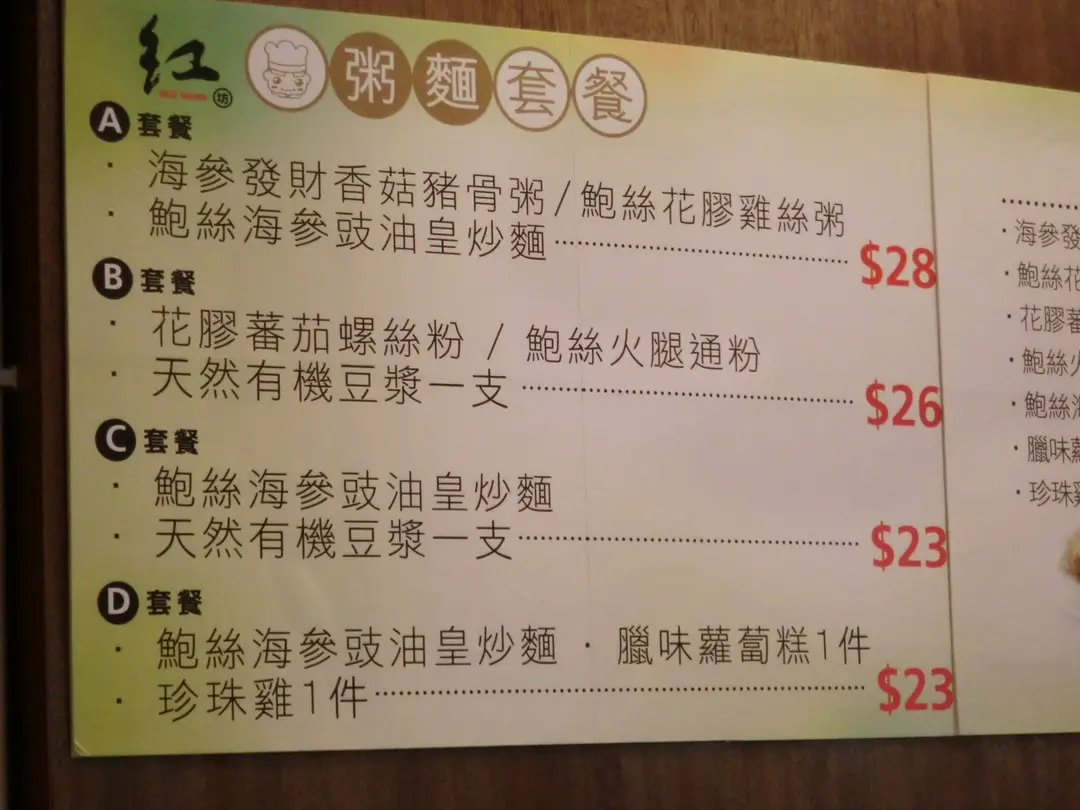 紅
坊
粥麵套餐
A 套餐
· 海參發財香菇豬骨粥/鮑絲花膠雞絲粥
· 鮑絲海參豉油皇炒麵 $28
B 套餐
· 花膠蕃茄螺絲粉 / 鮑絲火腿通粉
· 天然有機豆漿一支 $26
C 套餐
· 鮑絲海參豉油皇炒麵
· 天然有機豆漿一支 $23
D 套餐
· 鮑絲海參豉油皇炒麵 · 臘味蘿蔔糕1件
· 珍珠雞1件 $23
· 海參發
· 鮑絲花
· 花膠蕃
· 鮑絲火
· 鮑絲海
· 臘味蘿
· 珍珠雞